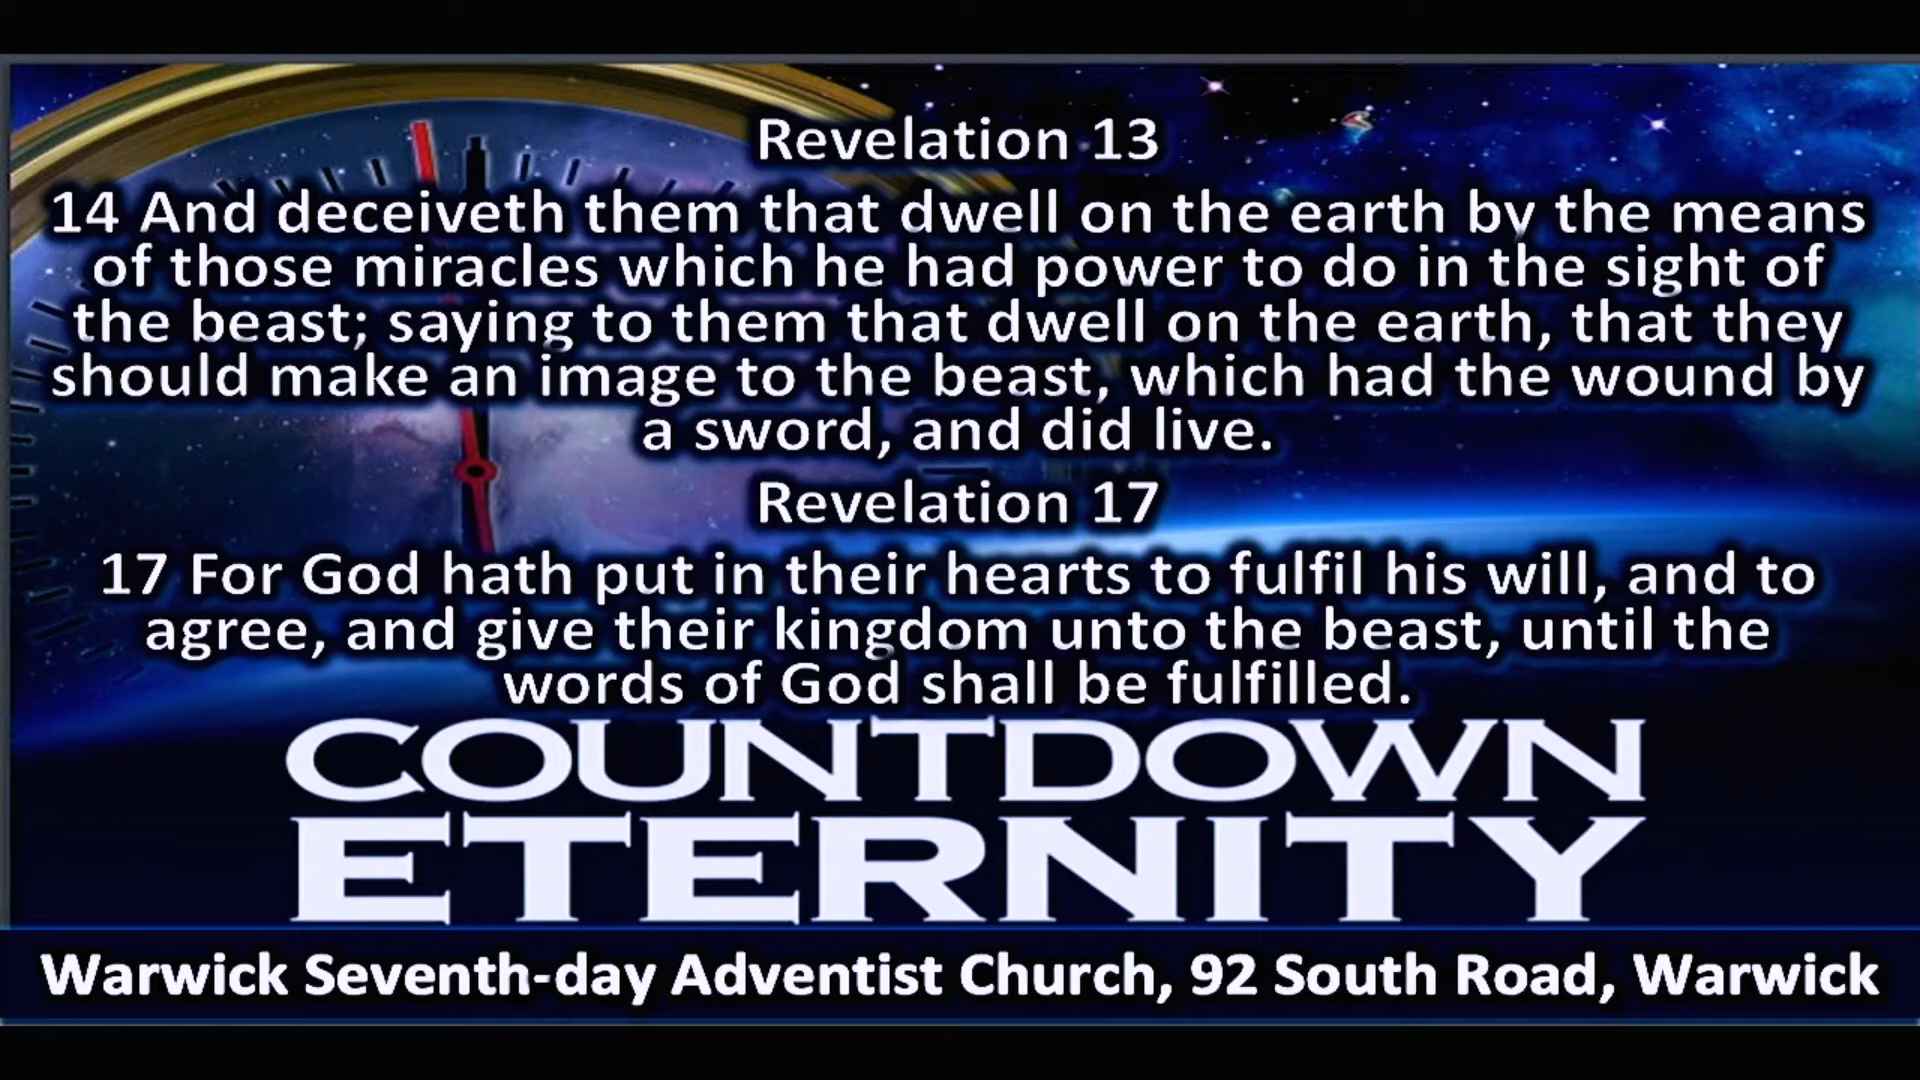 Revelation 13
14 And deceiveth them that dwell on the earth by the means
of those miracles which he had power to do in the sight of
the beast; saying to them that dwell on the earth, that they
should make an image to the beast, which had the wound by
a sword, and did live.
Revelation 17
17 For God hath put in their hearts to fulfil his will, and to
agree, and give their kingdom unto the beast, until the
words of God shall be fulfilled.
COUNTDOWN
ETERNITY
Warwick Seventh-day Adventist Church, 92 South Road, Warwick